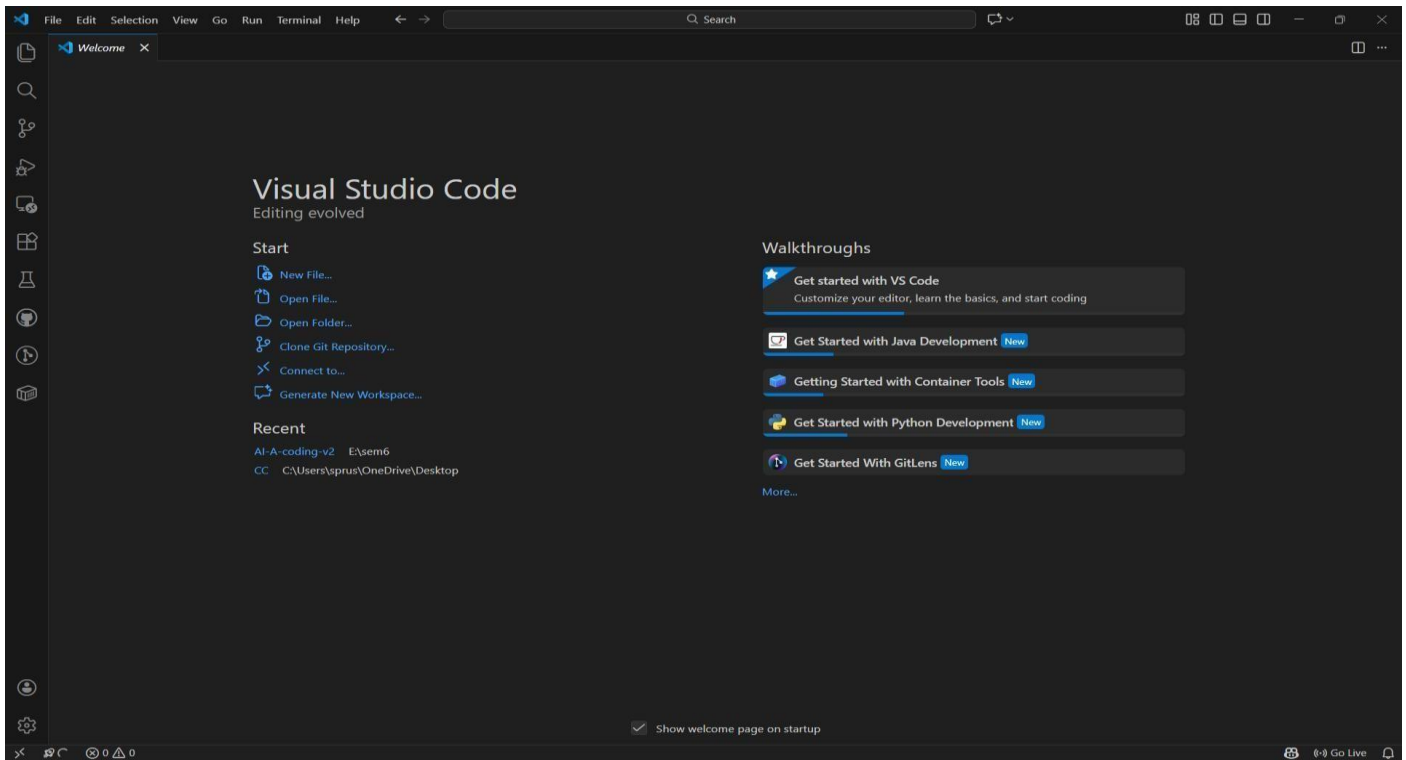 File Edit Selection View Go Run Terminal Help
Search
Welcome
Visual Studio Code
Editing evolved
Start
New File...
Open File...
Open Folder...
Clone Git Repository...
Connect to...
Generate New Workspace...
Recent
AI-A-coding-v2 E:\sem6
CC C:\Users\sprus\OneDrive\Desktop
Walkthroughs
Get started with VS Code
Customize your editor, learn the basics, and start coding
Get Started with Java Development New
Getting Started with Container Tools New
Get Started with Python Development New
Get Started With GitLens New
More...
Show welcome page on startup
0 0
Go Live